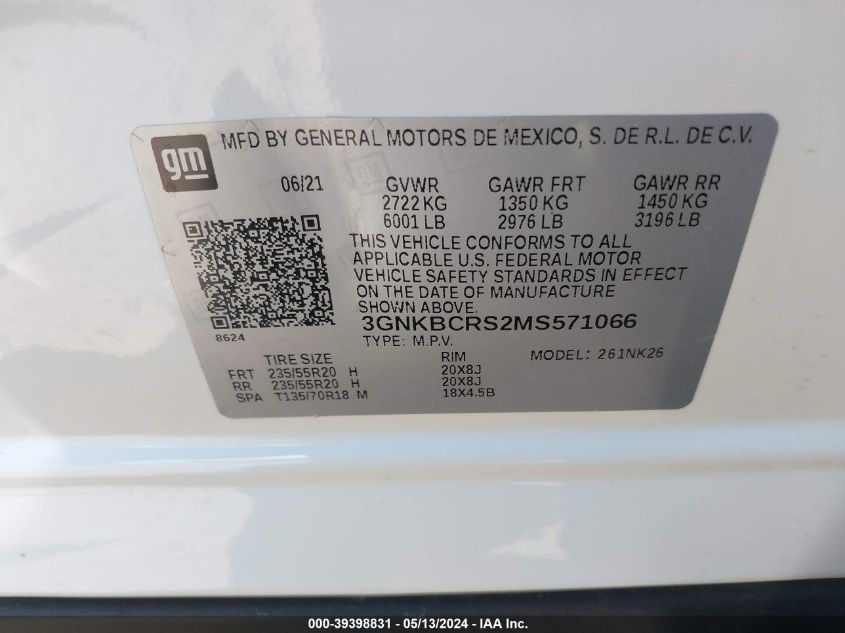 gm
MFD BY GENERAL MOTORS DE MEXICO, S. DE R.L. DE C.V.
06/21 GVWR GAWR FRT GAWR RR
2722 KG 1350 KG 1450 KG
6001 LB 2976 LB 3196 LB
THIS VEHICLE CONFORMS TO ALL
APPLICABLE U.S. FEDERAL MOTOR
VEHICLE SAFETY STANDARDS IN EFFECT
ON THE DATE OF MANUFACTURE
SHOWN ABOVE.
3GNKBCRS2MS571066
8624
TYPE: M.P.V. MODEL: 261NK26
TIRE SIZE RIM
FRT 235/55R20 H 20X8J
RR 235/55R20 H 20X8J
SPA T135/70R18 M 18X4.5B
000-39398831 - 05/13/2024 - IAA Inc.